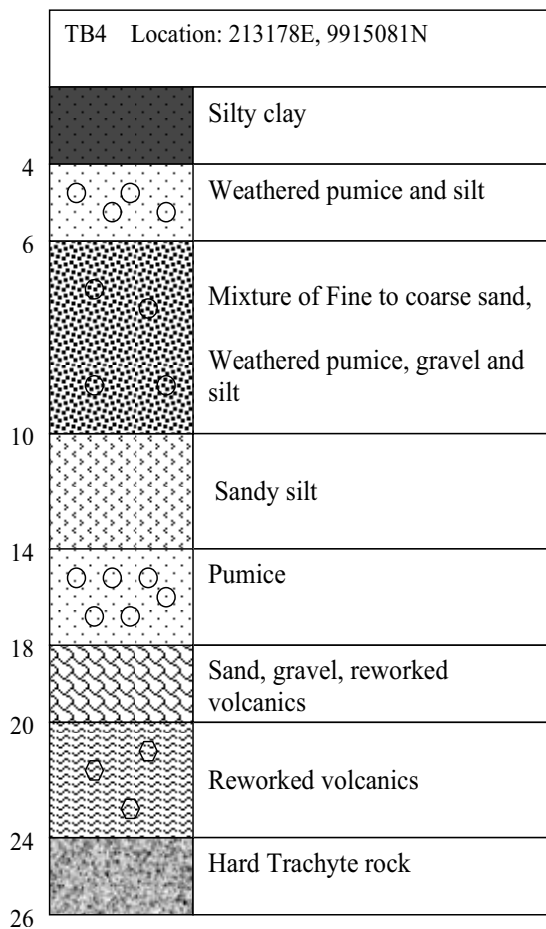 TB4 Location: 213178E, 9915081N
Silty clay
4
Weathered pumice and silt
6
Mixture of Fine to coarse sand,
Weathered pumice, gravel and
silt
10
Sandy silt
14
Pumice
18
Sand, gravel, reworked
volcanics
20
Reworked volcanics
24
Hard Trachyte rock
26